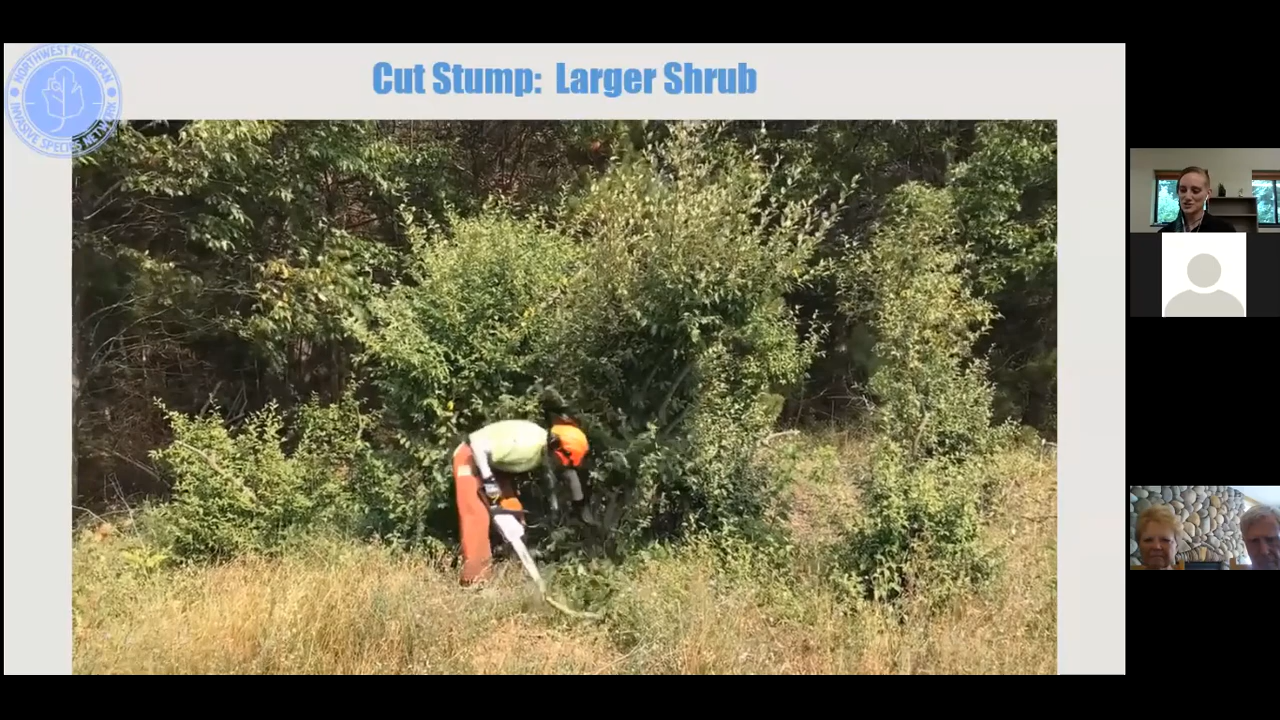 Cut Stump: Larger Shrub
NORTHWEST MICHIGAN
INVASIVE SPECIES NETWORK